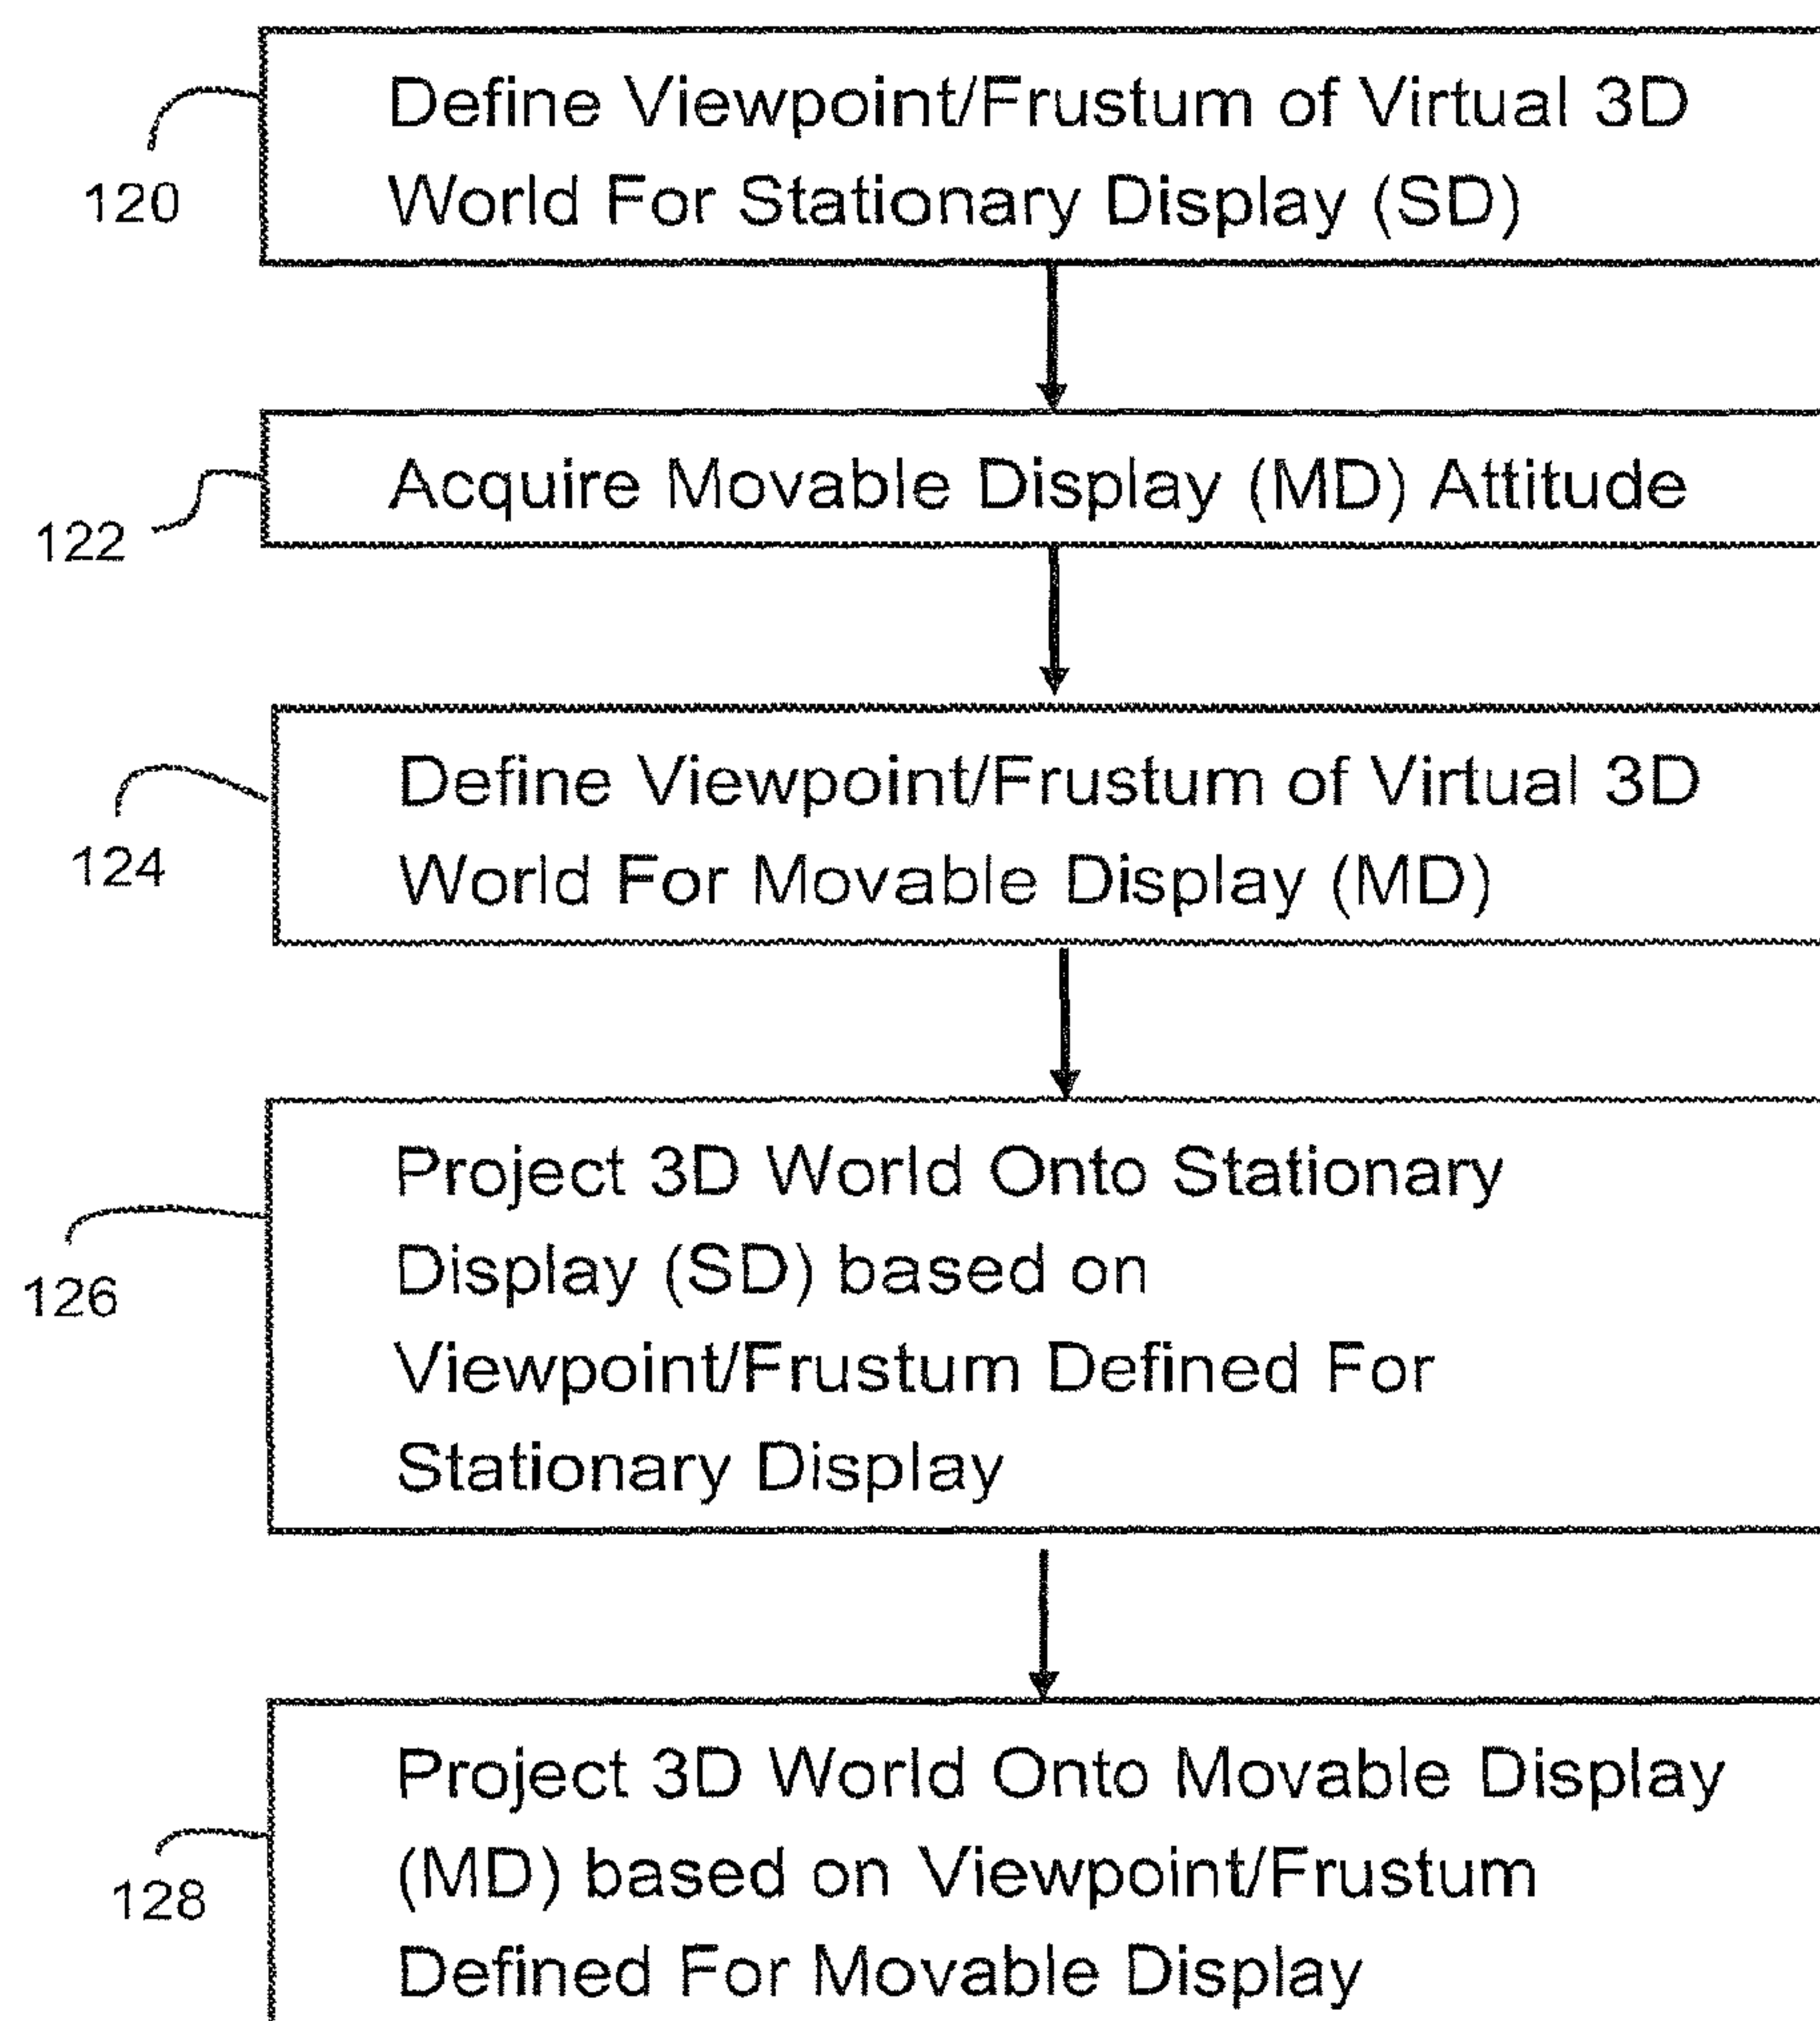 Define Viewpoint/Frustum of Virtual 3D
World For Stationary Display (SD)
120
Acquire Movable Display (MD) Attitude
122
Define Viewpoint/Frustum of Virtual 3D
World For Movable Display (MD)
124
Project 3D World Onto Stationary
Display (SD) based on
Viewpoint/Frustum Defined For
Stationary Display
126
Project 3D World Onto Movable Display
(MD) based on Viewpoint/Frustum
Defined For Movable Display
128